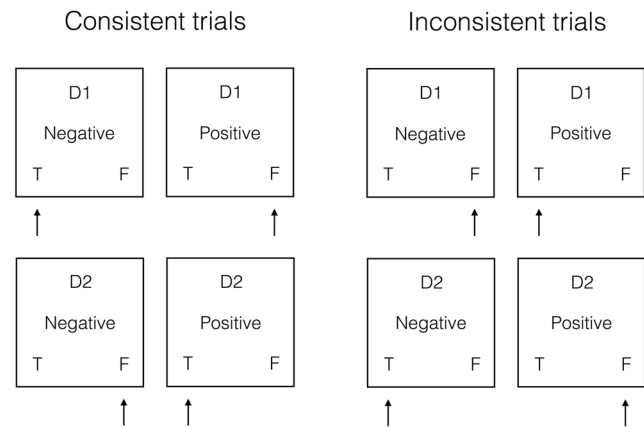 Consistent trials
Inconsistent trials
D1
Negative
T F
D1
Positive
T F
D1
Negative
T F
D1
Positive
T F
D2
Negative
T F
D2
Positive
T F
D2
Negative
T F
D2
Positive
T F